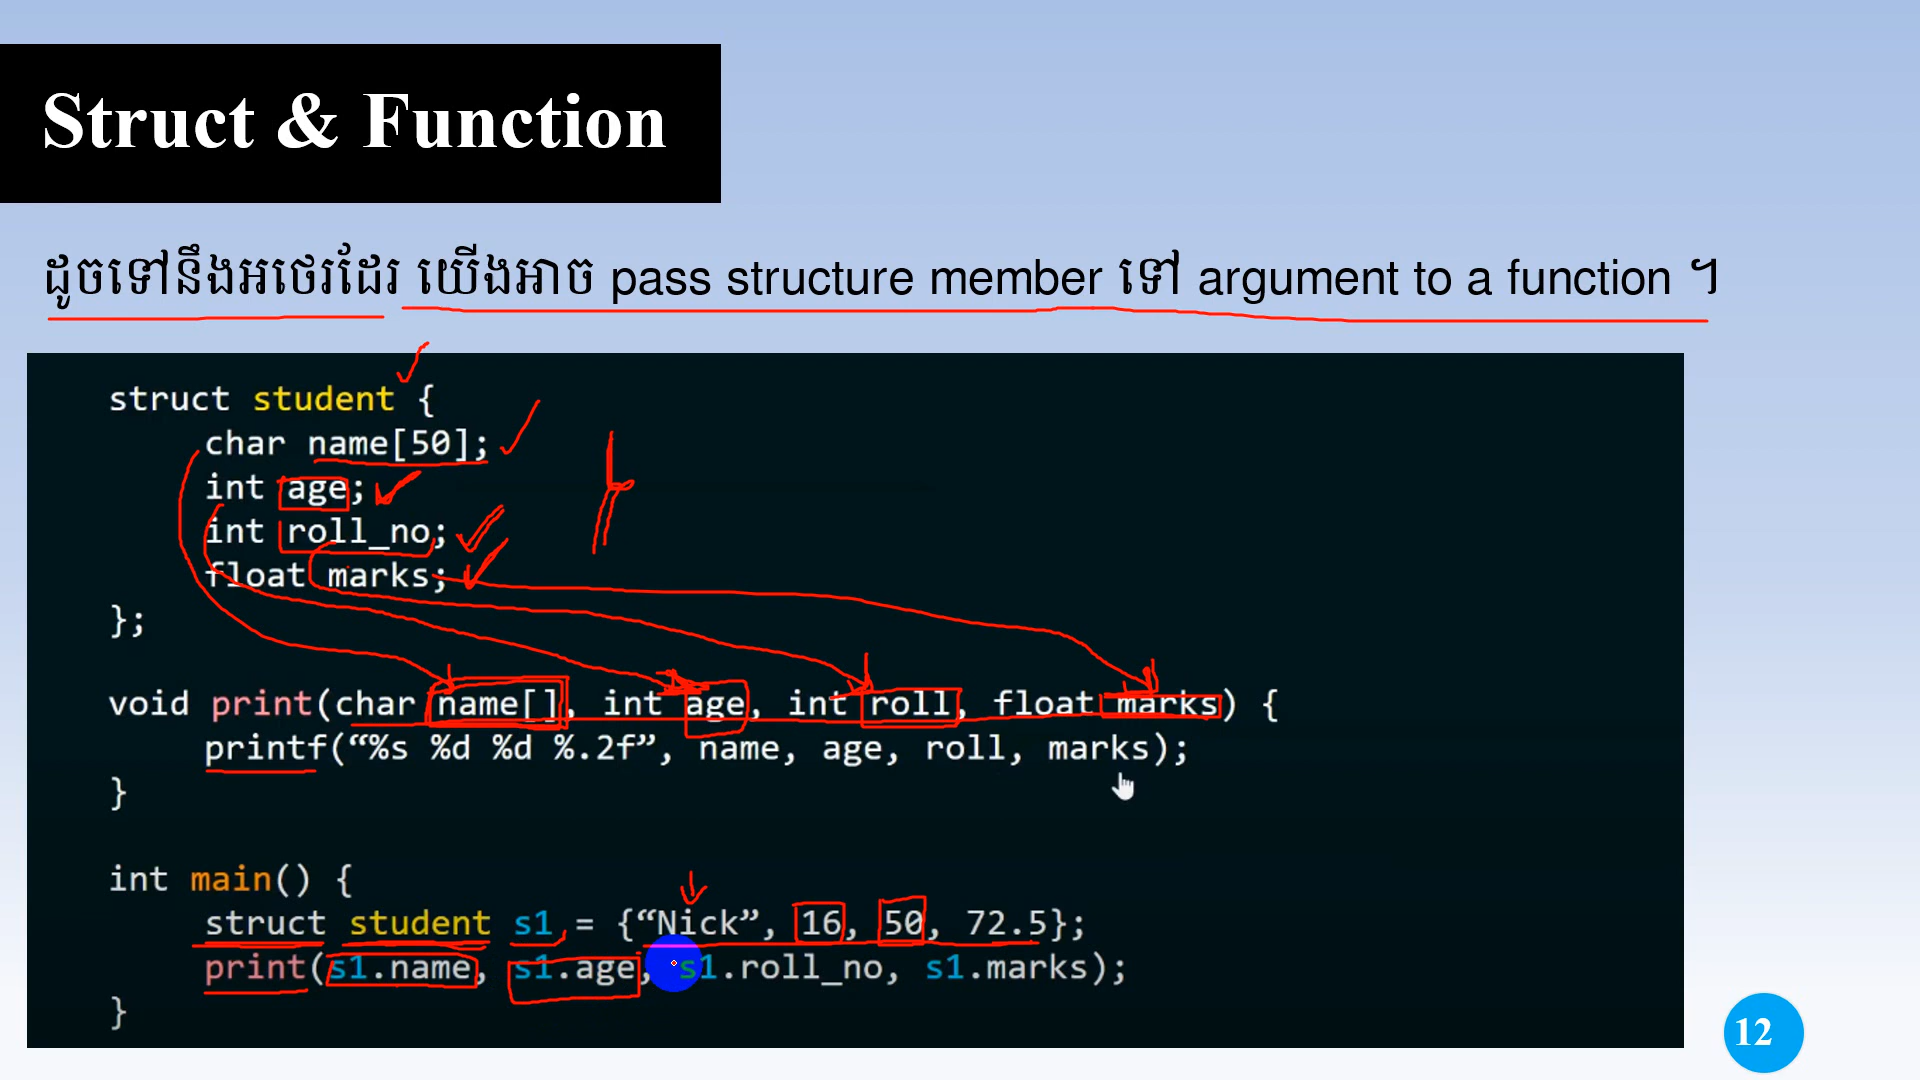 Struct & Function
ដូចទៅនឹងអថេរដែរ យើងអាច pass structure member ទៅ argument to a function ។
struct student {
char name[50];
int age;
int roll_no;
float marks;
};
void print(char name[], int age, int roll, float marks) {
printf(“%s %d %d %.2f”, name, age, roll, marks);
}
int main() {
struct student s1 = {“Nick”, 16, 50, 72.5};
print(s1.name, s1.age, s1.roll_no, s1.marks);
}
12